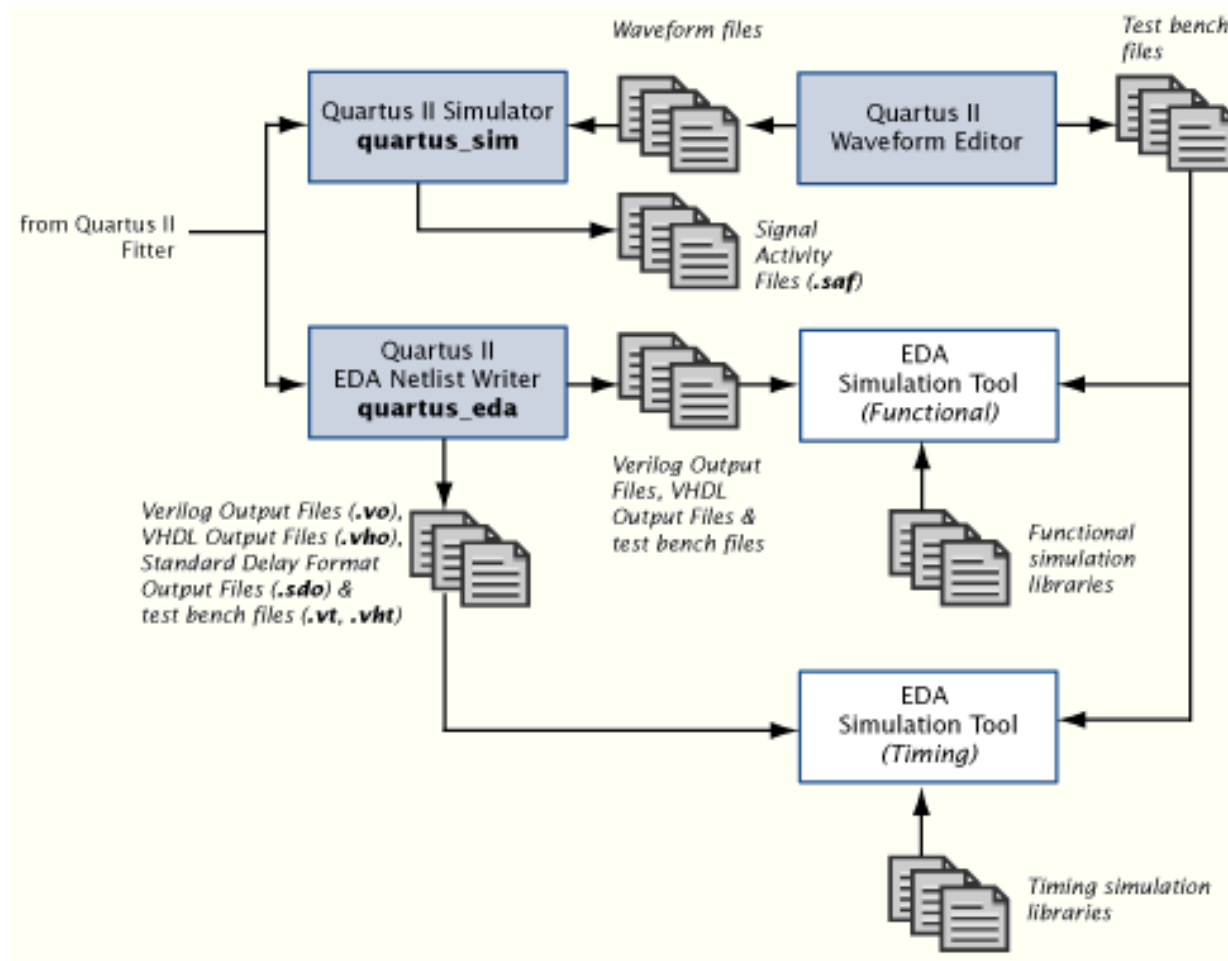 Waveform files
Test bench
files
Quartus II Simulator
quartus_sim
Quartus II
Waveform Editor
from Quartus II
Fitter
Signal
Activity
Files (.saf)
Quartus II
EDA Netlist Writer
quartus_eda
EDA
Simulation Tool
(Functional)
Verilog Output Files (.vo),
VHDL Output Files (.vho),
Standard Delay Format
Output Files (.sdo) &
test bench files (.vt, .vht)
Verilog Output
Files, VHDL
Output Files &
test bench files
Functional
simulation
libraries
EDA
Simulation Tool
(Timing)
Timing simulation
libraries